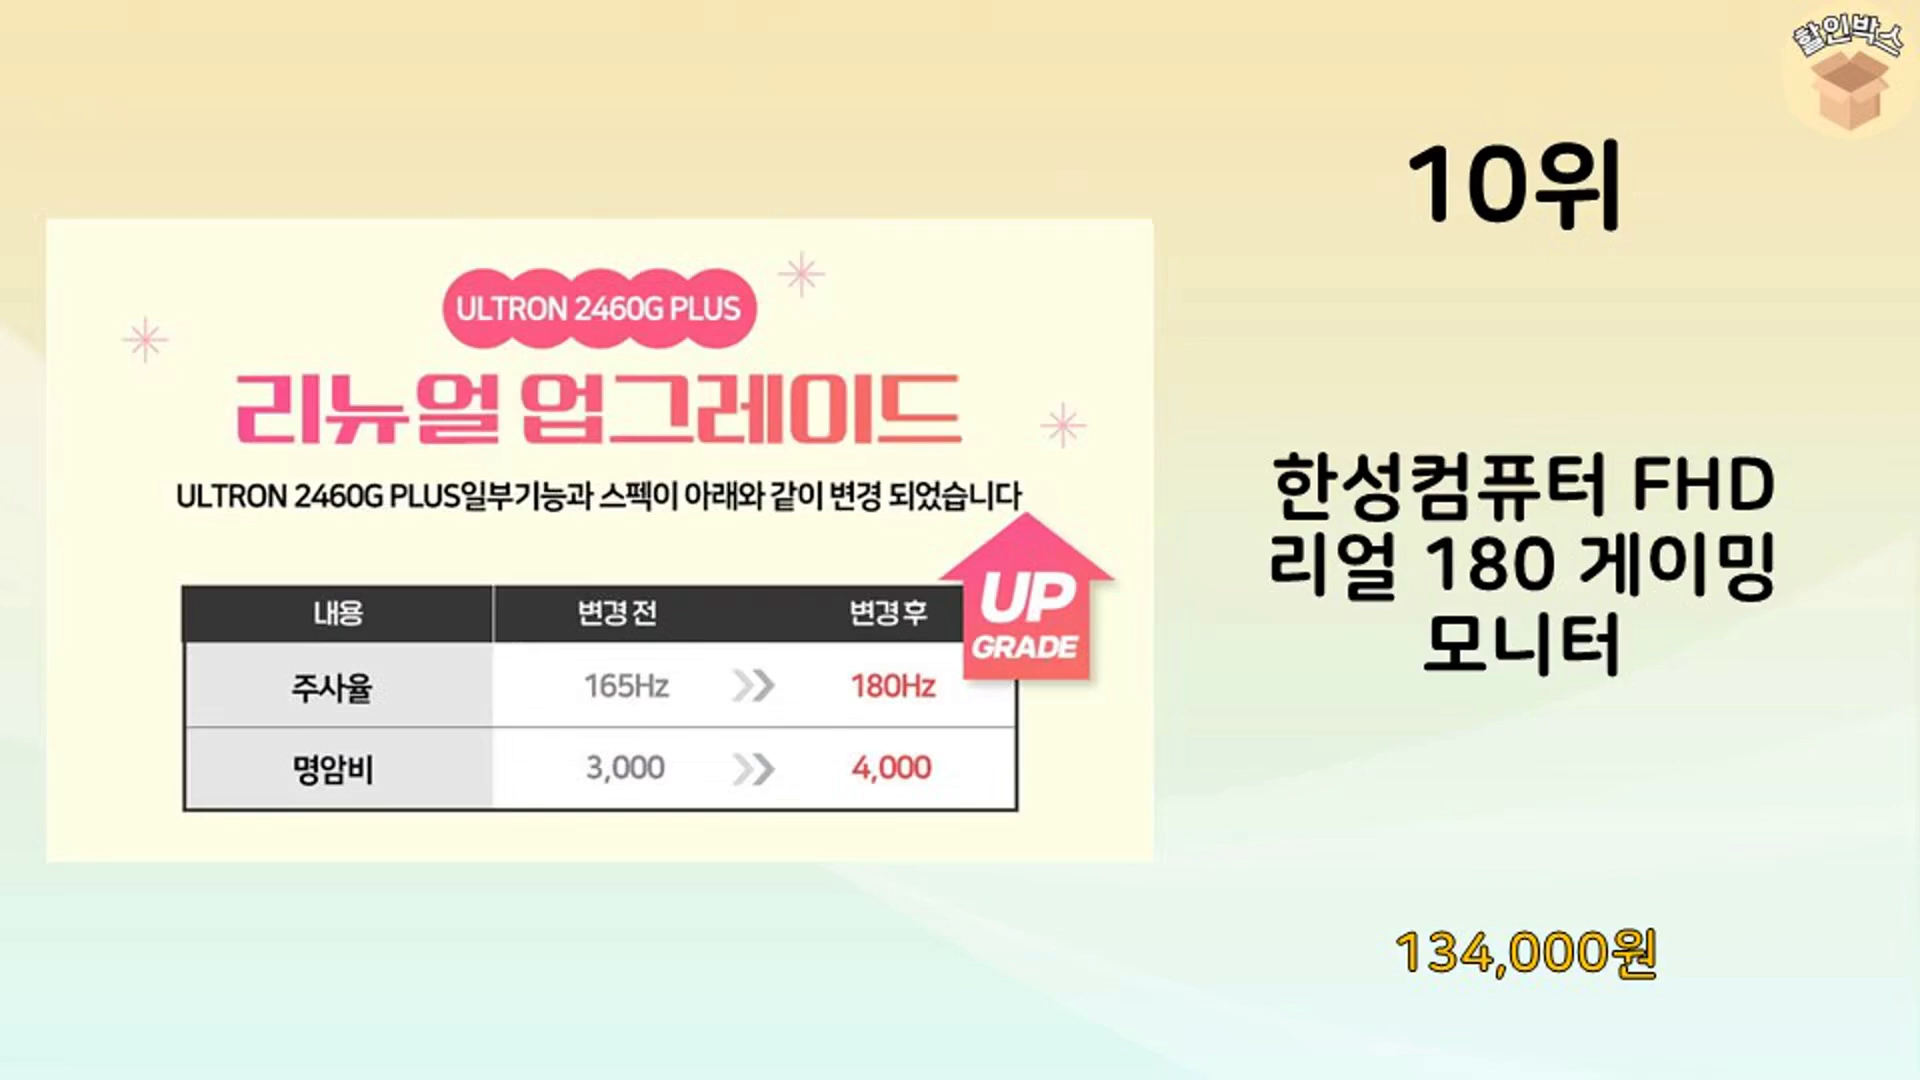 할인박스
10위
ULTRON 2460G PLUS
리뉴얼 업그레이드
ULTRON 2460G PLUS일부기능과 스펙이 아래와 같이 변경 되었습니다
UP
GRADE
내용 변경 전 변경 후
주사율 165Hz 180Hz
명암비 3,000 4,000
한성컴퓨터 FHD
리얼 180 게이밍
모니터
134,000원